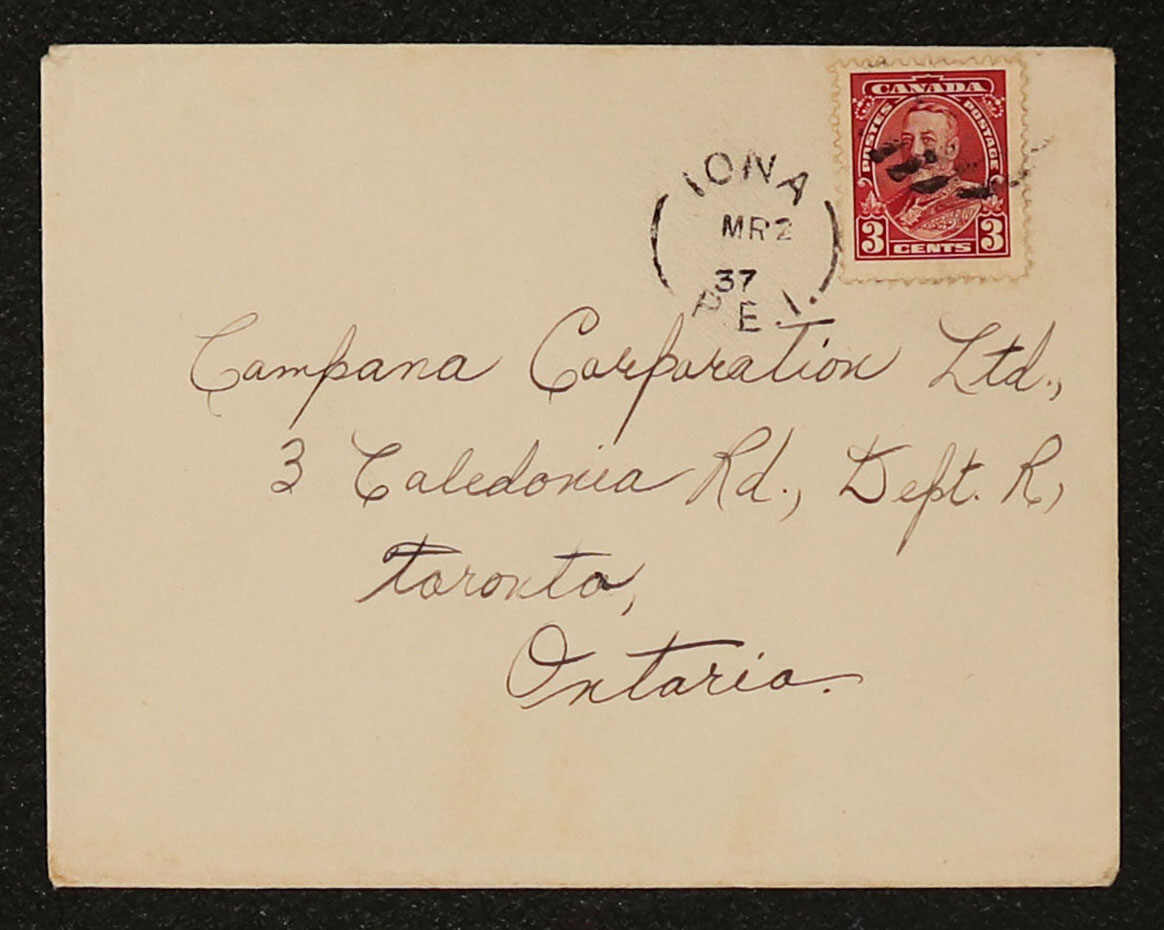 CANADA
POSTES POSTAGE
3 CENTS 3
IONA
MR 2
37
P.E.I.
Campana Corporation Ltd.,
3 Caledonia Rd., Dept. R,
Toronto,
Ontario.